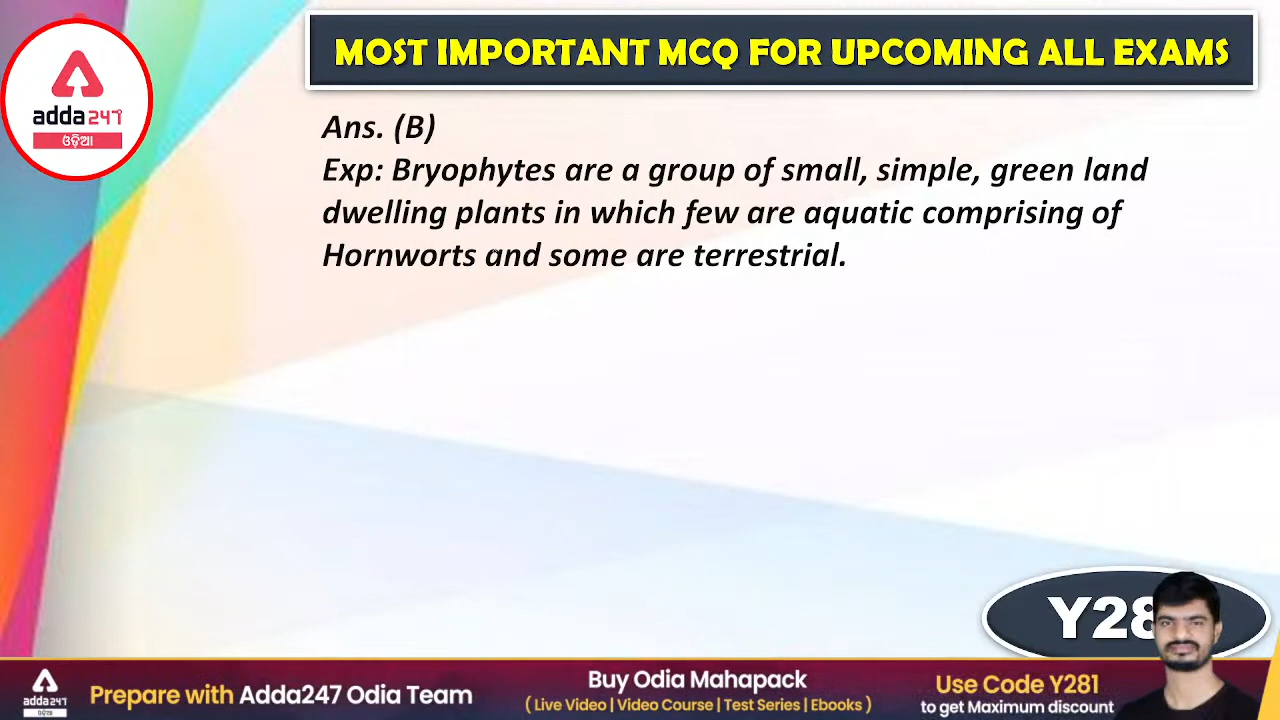 MOST IMPORTANT MCQ FOR UPCOMING ALL EXAMS
adda247
ଓଡ଼ିଆ
Ans. (B)
Exp: Bryophytes are a group of small, simple, green land
dwelling plants in which few are aquatic comprising of
Hornworts and some are terrestrial.
Y28
adda247
ଓଡ଼ିଆ
Prepare with Adda247 Odia Team
Buy Odia Mahapack
( Live Video | Video Course | Test Series | Ebooks )
Use Code Y281
to get Maximum discount